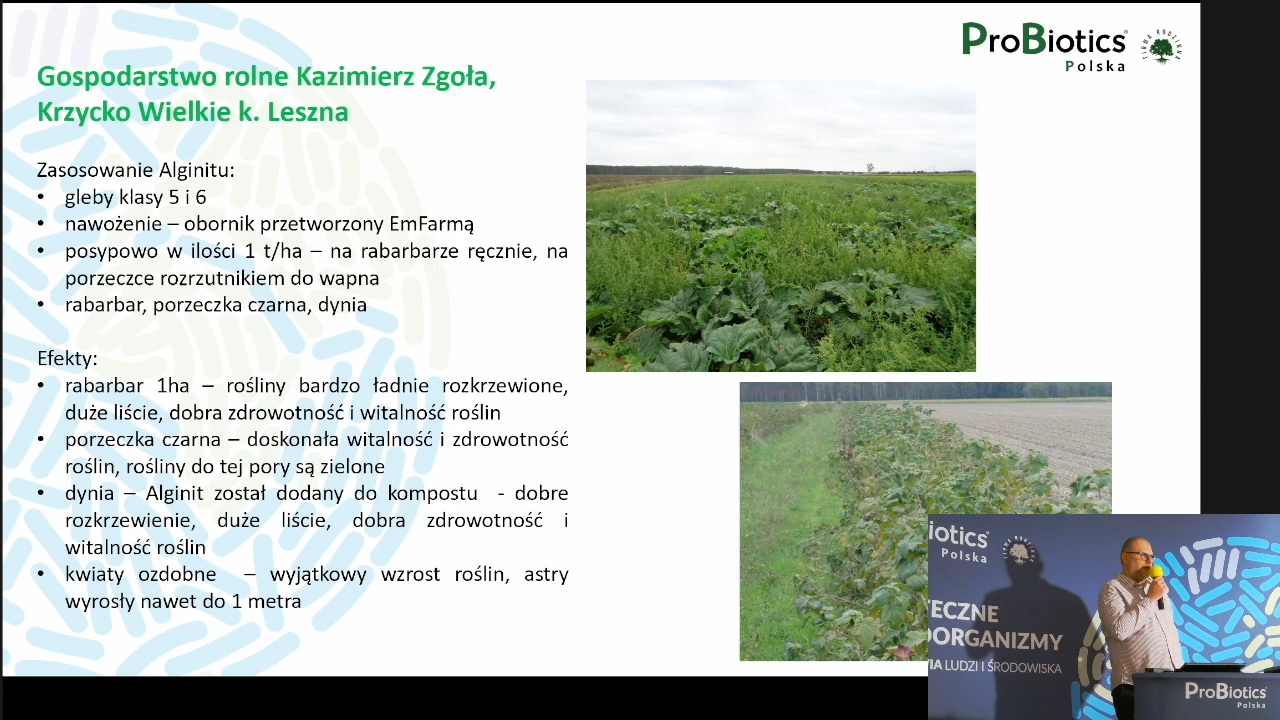 ProBiotics
Polska
FIRMA RODZINNA
Gospodarstwo rolne Kazimierz Zgoła,
Krzycko Wielkie k. Leszna
Zasosowanie Alginitu:
• gleby klasy 5 i 6
• nawożenie – obornik przetworzony EmFarmą
• posypowo w ilości 1 t/ha – na rabarbarze ręcznie, na
porzeczce rozrzutnikiem do wapna
• rabarbar, porzeczka czarna, dynia
Efekty:
• rabarbar 1ha – rośliny bardzo ładnie rozkrzewione,
duże liście, dobra zdrowotność i witalność roślin
• porzeczka czarna – doskonała witalność i zdrowotność
roślin, rośliny do tej pory są zielone
• dynia – Alginit został dodany do kompostu - dobre
rozkrzewienie, duże liście, dobra zdrowotność i
witalność roślin
• kwiaty ozdobne – wyjątkowy wzrost roślin, astry
wyrosły nawet do 1 metra
iotics
Polska
TECZNE
OORGANIZMY
IA LUDZI I ŚRODOWISKA
ProBiotics
Polska